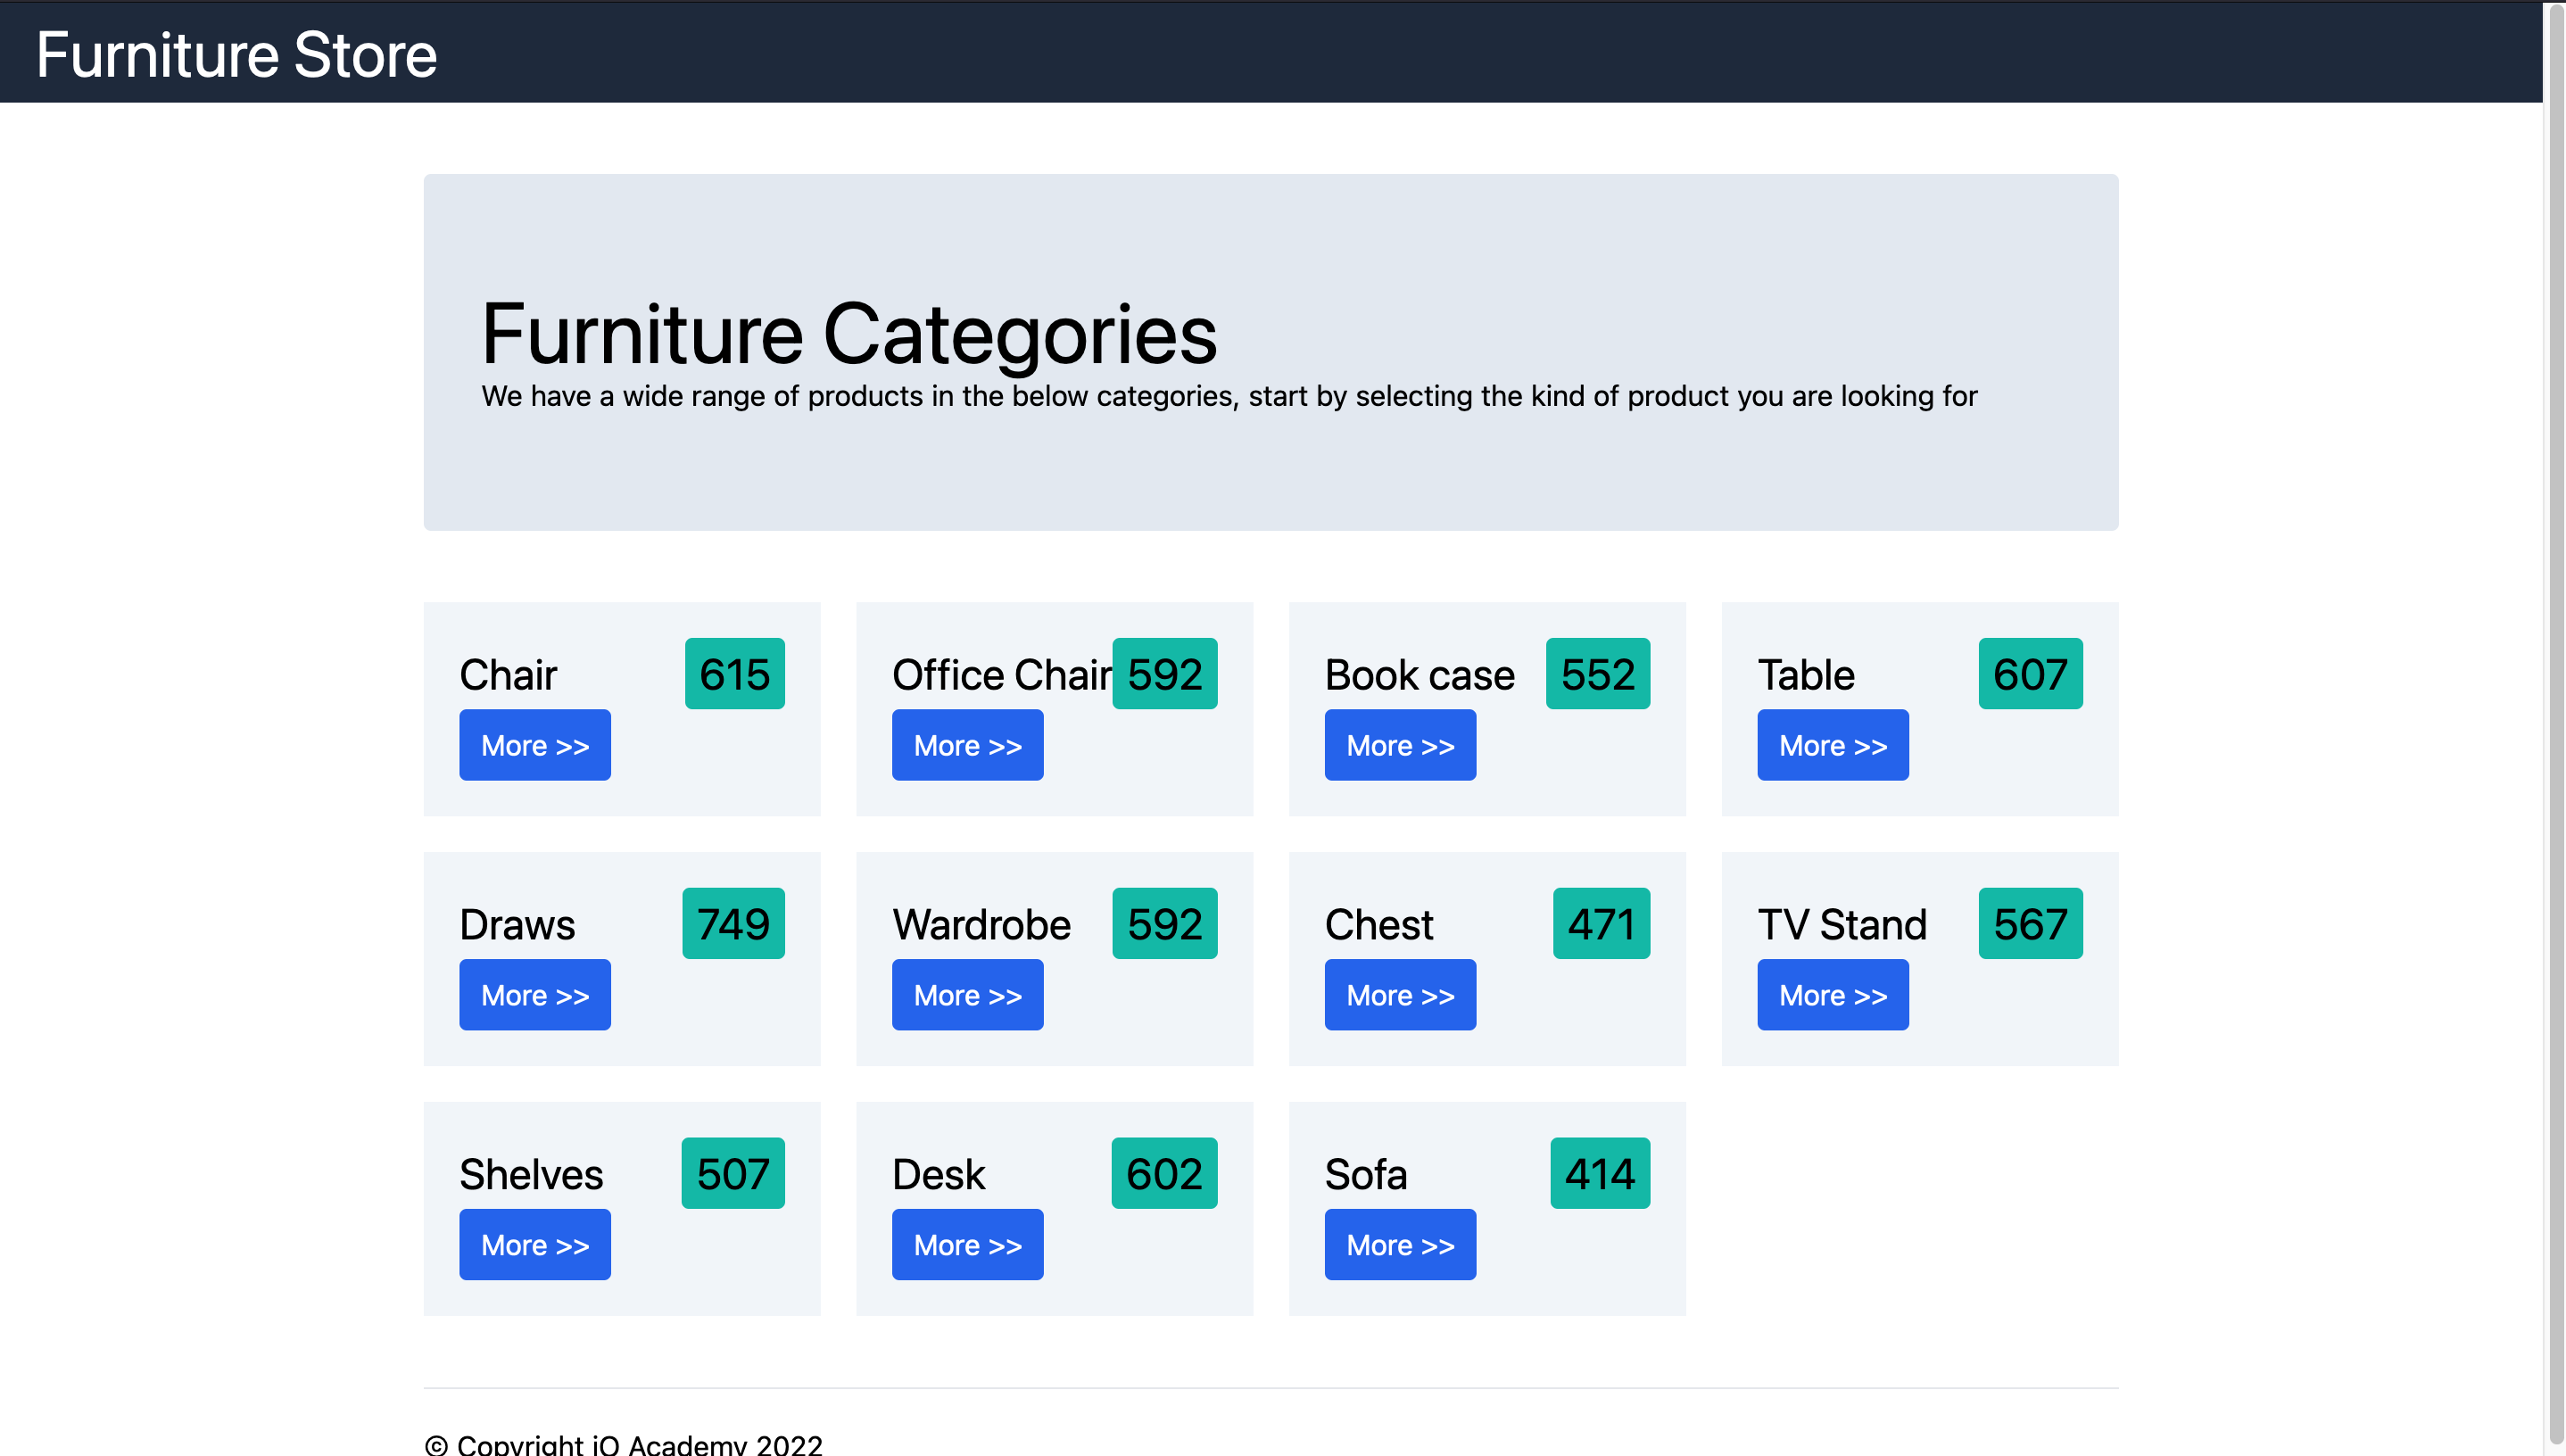 Furniture Store
Furniture Categories
We have a wide range of products in the below categories, start by selecting the kind of product you are looking for
Chair 615
More >>
Office Chair 592
More >>
Book case 552
More >>
Table 607
More >>
Draws 749
More >>
Wardrobe 592
More >>
Chest 471
More >>
TV Stand 567
More >>
Shelves 507
More >>
Desk 602
More >>
Sofa 414
More >>
© Copyright iO Academy 2022